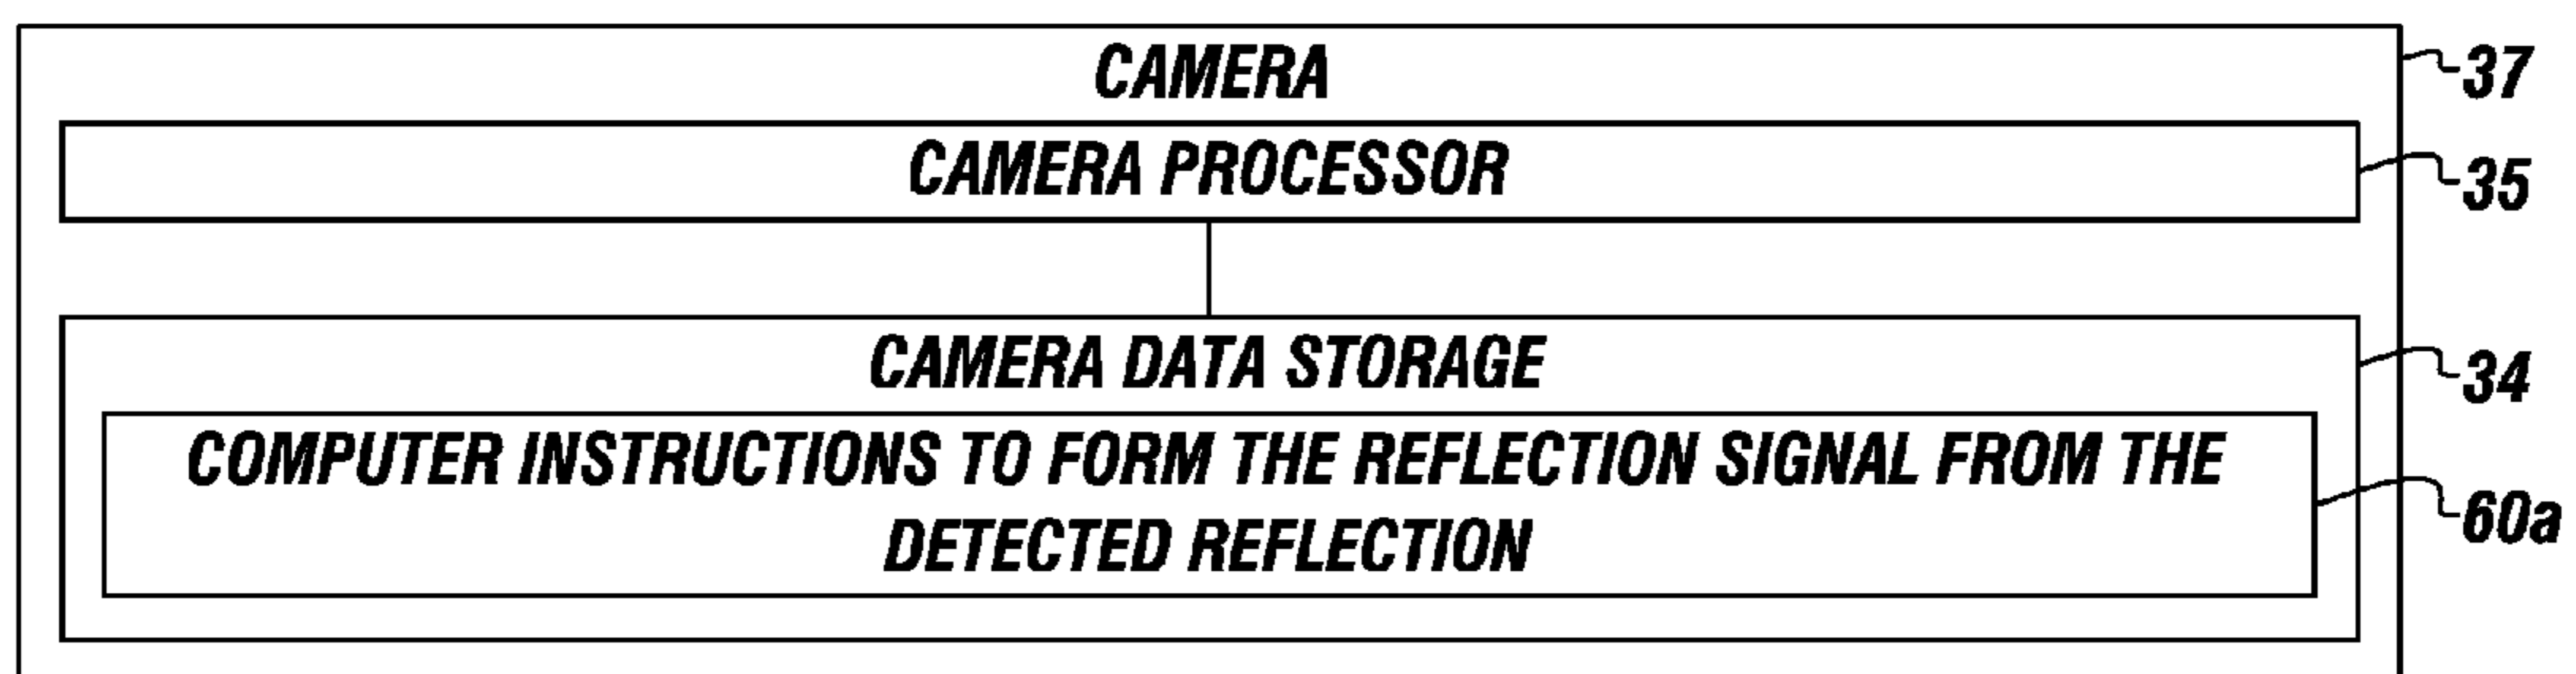 CAMERA
37
CAMERA PROCESSOR
35
CAMERA DATA STORAGE
34
COMPUTER INSTRUCTIONS TO FORM THE REFLECTION SIGNAL FROM THE
DETECTED REFLECTION
60a